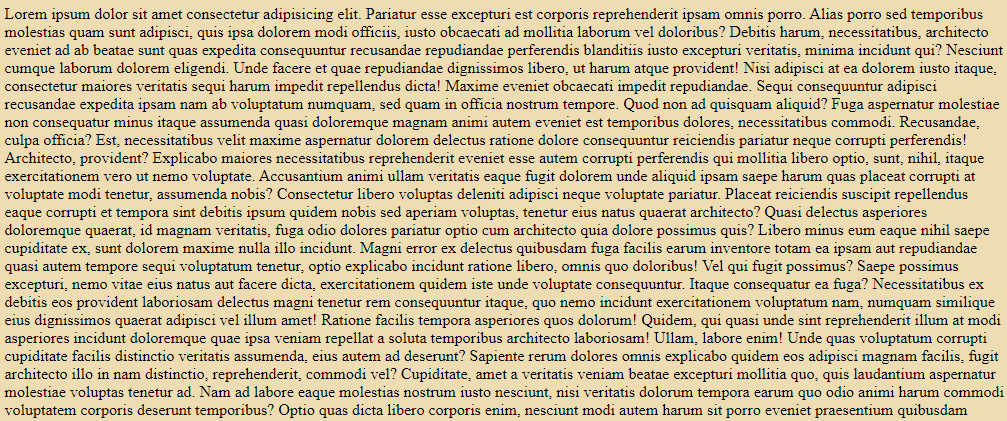 Lorem ipsum dolor sit amet consectetur adipisicing elit. Pariatur esse excepturi est corporis reprehenderit ipsam omnis porro. Alias porro sed temporibus
molestias quam sunt adipisci, quis ipsa dolorem modi officiis, iusto obcaecati ad mollitia laborum vel doloribus? Debitis harum, necessitatibus, architecto
eveniet ad ab beatae sunt quas expedita consequuntur recusandae repudiandae perferendis blanditiis iusto excepturi veritatis, minima incidunt qui? Nesciunt
cumque laborum dolorem eligendi. Unde facere et quae repudiandae dignissimos libero, ut harum atque provident! Nisi adipisci at ea dolorem iusto itaque,
consectetur maiores veritatis sequi harum impedit repellendus dicta! Maxime eveniet obcaecati impedit repudiandae. Sequi consequuntur adipisci
recusandae expedita ipsam nam ab voluptatum numquam, sed quam in officia nostrum tempore. Quod non ad quisquam aliquid? Fuga aspernatur molestiae
non consequatur minus itaque assumenda quasi doloremque magnam animi autem eveniet est temporibus dolores, necessitatibus commodi. Recusandae,
culpa officia? Est, necessitatibus velit maxime aspernatur dolorem delectus ratione dolore consequuntur reiciendis pariatur neque corrupti perferendis!
Architecto, provident? Explicabo maiores necessitatibus reprehenderit eveniet esse autem corrupti perferendis qui mollitia libero optio, sunt, nihil, itaque
exercitationem vero ut nemo voluptate. Accusantium animi ullam veritatis eaque fugit dolorem unde aliquid ipsam saepe harum quas placeat corrupti at
voluptate modi tenetur, assumenda nobis? Consectetur libero voluptas deleniti adipisci neque voluptate pariatur. Placeat reiciendis suscipit repellendus
eaque corrupti et tempora sint debitis ipsum quidem nobis sed aperiam voluptas, tenetur eius natus quaerat architecto? Quasi delectus asperiores
doloremque quaerat, id magnam veritatis, fuga odio dolores pariatur optio cum architecto quia dolore possimus quis? Libero minus eum eaque nihil saepe
cupiditate ex, sunt dolorem maxime nulla illo incidunt. Magni error ex delectus quibusdam fuga facilis earum inventore totam ea ipsam aut repudiandae
quasi autem tempore sequi voluptatum tenetur, optio explicabo incidunt ratione libero, omnis quo doloribus! Vel qui fugit possimus? Saepe possimus
excepturi, nemo vitae eius natus aut facere dicta, exercitationem quidem iste unde voluptate consequuntur. Itaque consequatur ea fuga? Necessitatibus ex
debitis eos provident laboriosam delectus magni tenetur rem consequuntur itaque, quo nemo incidunt exercitationem voluptatum nam, numquam similique
eius dignissimos quaerat adipisci vel illum amet! Ratione facilis tempora asperiores quos dolorum! Quidem, qui quasi unde sint reprehenderit illum at modi
asperiores incidunt doloremque quae ipsa veniam repellat a soluta temporibus architecto laboriosam! Ullam, labore enim! Unde quas voluptatum corrupti
cupiditate facilis distinctio veritatis assumenda, eius autem ad deserunt? Sapiente rerum dolores omnis explicabo quidem eos adipisci magnam facilis, fugit
architecto illo in nam distinctio, reprehenderit, commodi vel? Cupiditate, amet a veritatis veniam beatae excepturi mollitia quo, quis laudantium aspernatur
molestiae voluptas tenetur ad. Nam ad labore eaque molestias nostrum iusto nesciunt, nisi veritatis dolorum tempora earum quo odio animi harum commodi
voluptatem corporis deserunt temporibus? Optio quas dicta libero corporis enim, nesciunt modi autem harum sit porro eveniet praesentium quibusdam